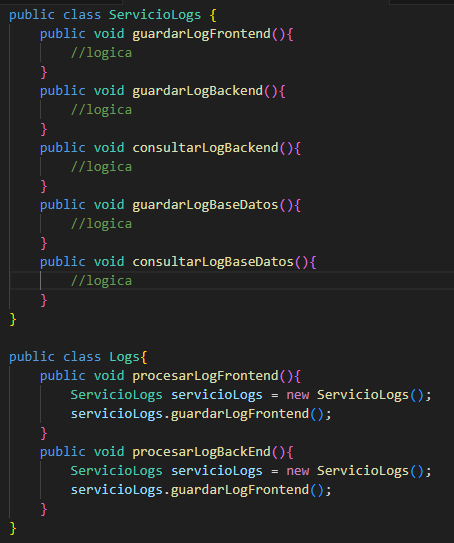 public class ServicioLogs {
    public void guardarLogFrontend(){
        //logica
    }
    public void guardarLogBackend(){
        //logica
    }
    public void consultarLogBackend(){
        //logica
    }
    public void guardarLogBaseDatos(){
        //logica
    }
    public void consultarLogBaseDatos(){
        //logica
    }
}

public class Logs{
    public void procesarLogFrontend(){
        ServicioLogs servicioLogs = new ServicioLogs();
        servicioLogs.guardarLogFrontend();
    }
    public void procesarLogBackEnd(){
        ServicioLogs servicioLogs = new ServicioLogs();
        servicioLogs.guardarLogFrontend();
    }
}